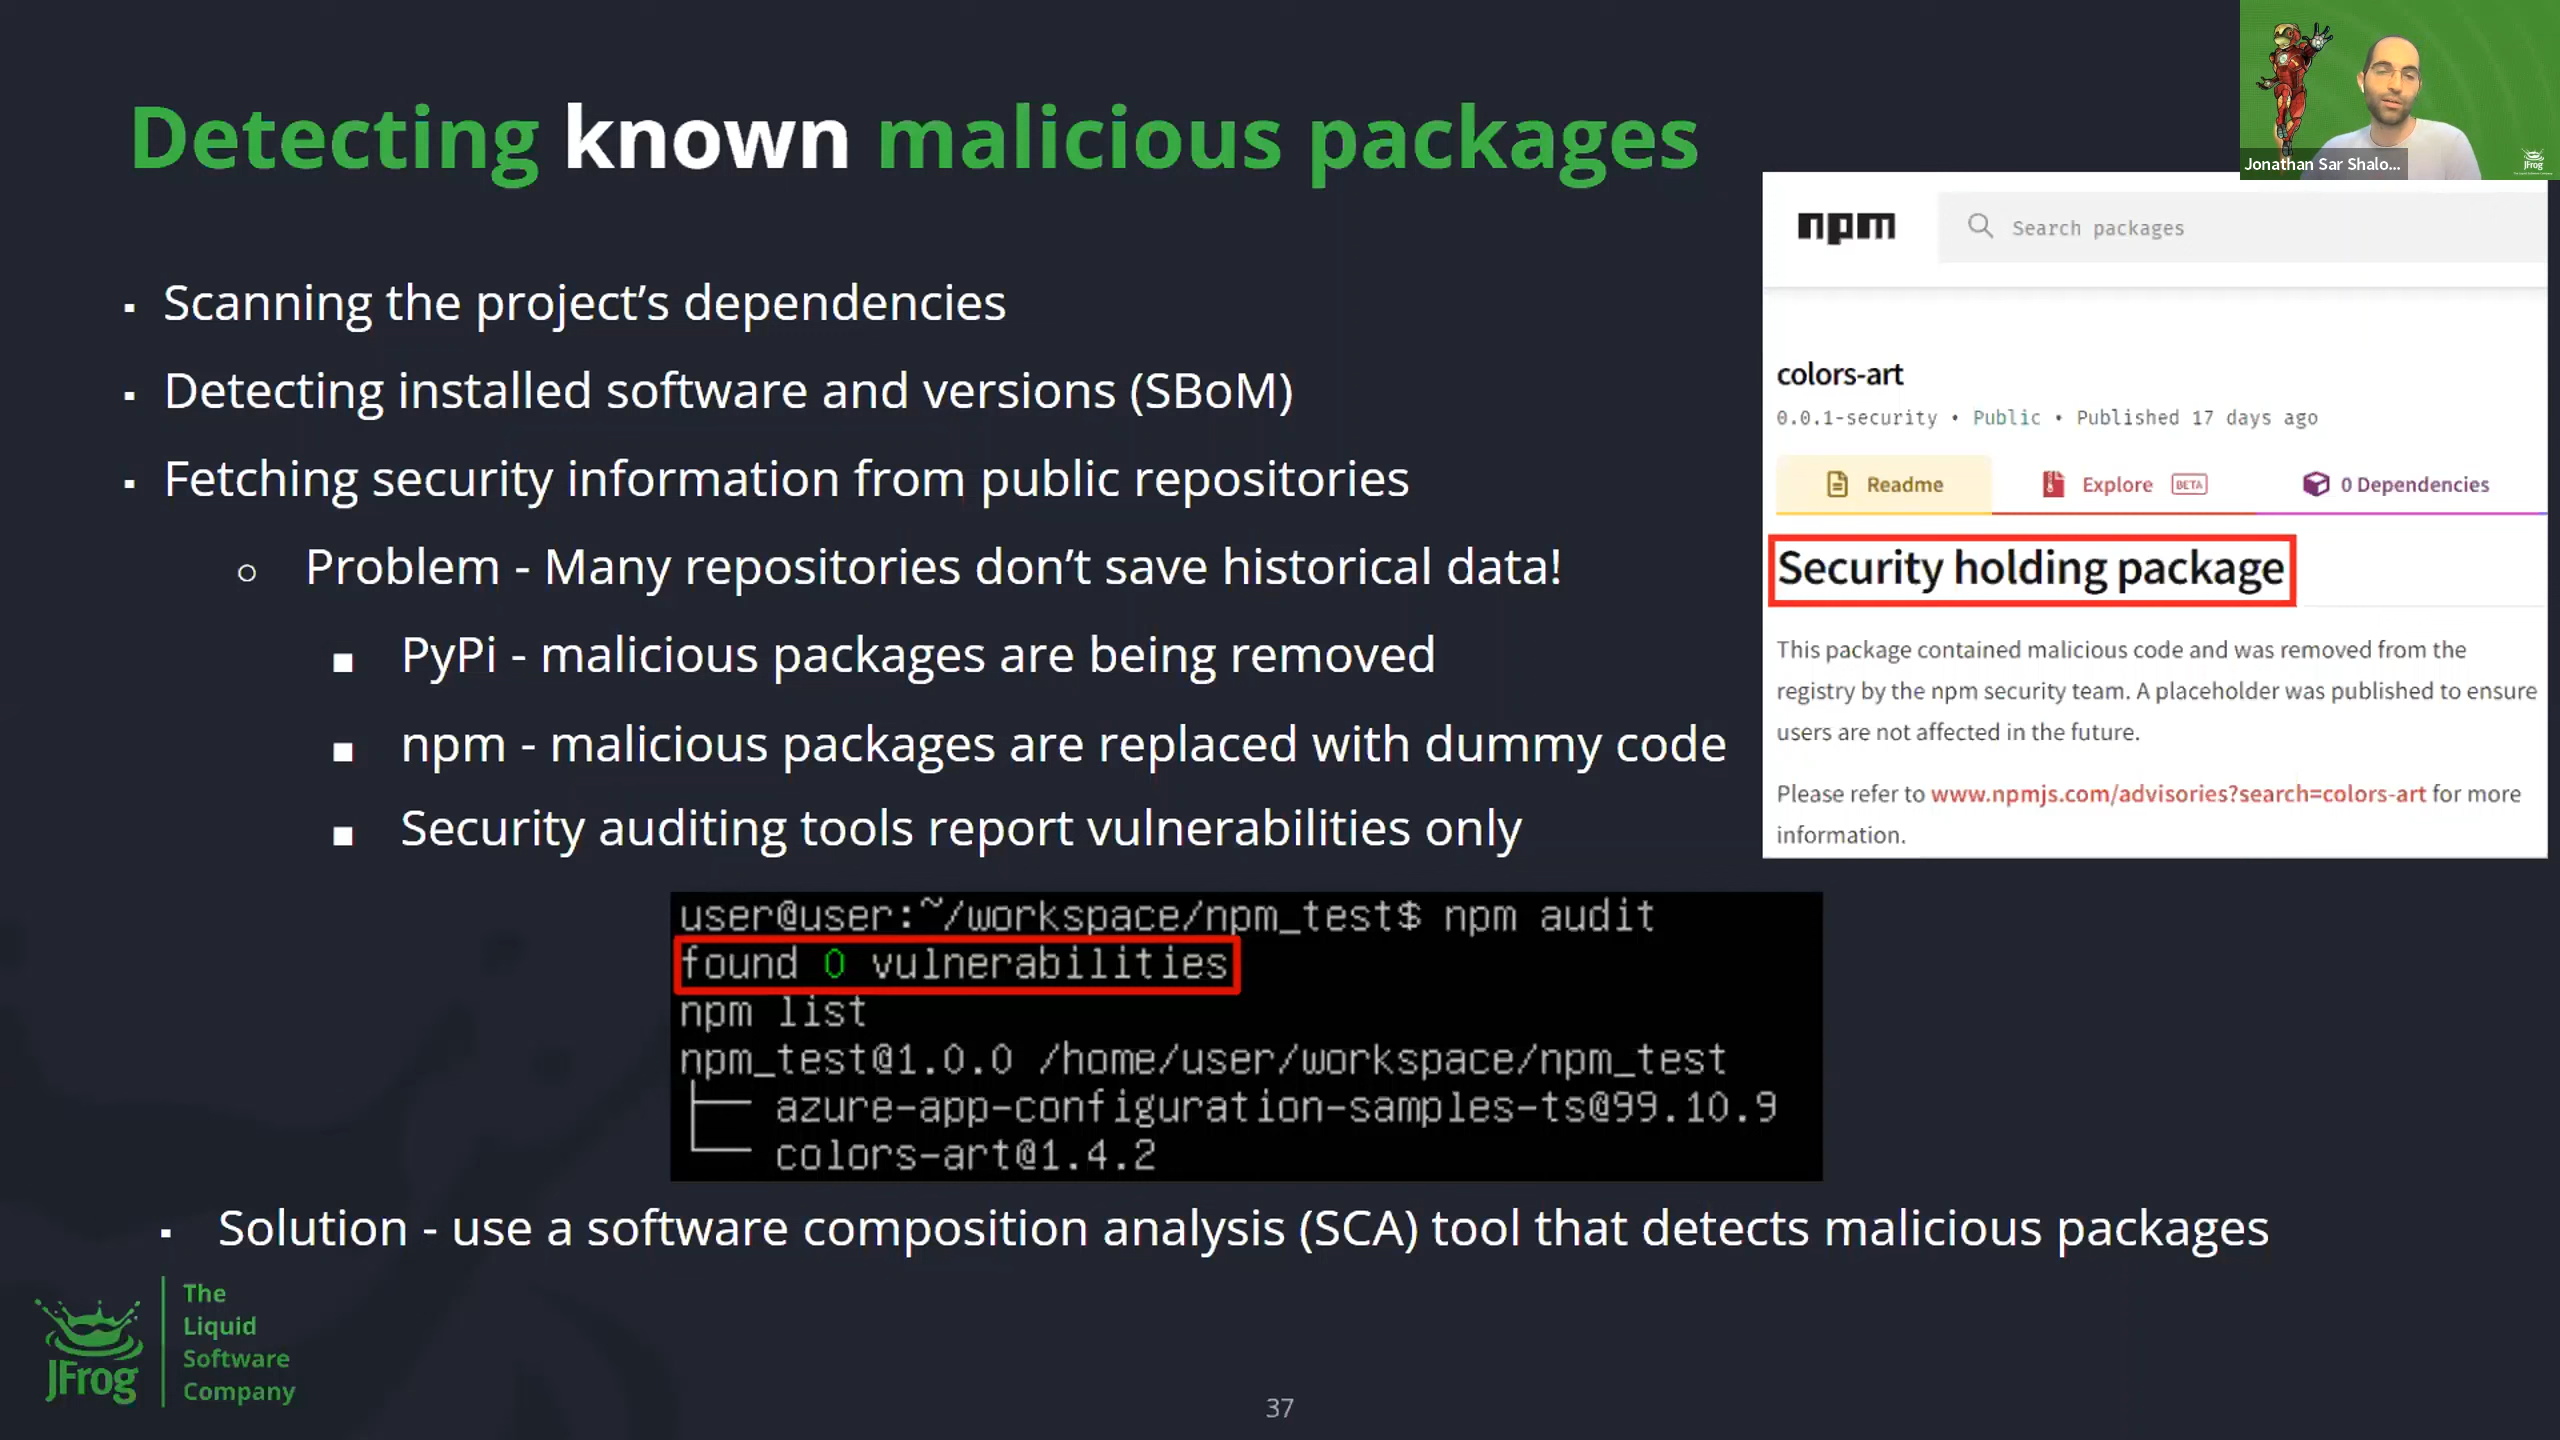 Detecting known malicious packages
Jonathan Sar Shalo...
JFrog
▪ Scanning the project’s dependencies
▪ Detecting installed software and versions (SBoM)
▪ Fetching security information from public repositories
○ Problem - Many repositories don’t save historical data!
■ PyPi - malicious packages are being removed
■ npm - malicious packages are replaced with dummy code
■ Security auditing tools report vulnerabilities only
npm
Search packages
colors-art
0.0.1-security • Public • Published 17 days ago
Readme
Explore BETA
0 Dependencies
Security holding package
This package contained malicious code and was removed from the
registry by the npm security team. A placeholder was published to ensure
users are not affected in the future.
Please refer to www.npmjs.com/advisories?search=colors-art for more
information.
user@user:~/workspace/npm_test$ npm audit
found 0 vulnerabilities
npm list
npm_test@1.0.0 /home/user/workspace/npm_test
├── azure-app-configuration-samples-ts@99.10.9
└── colors-art@1.4.2
▪ Solution - use a software composition analysis (SCA) tool that detects malicious packages
JFrog
The
Liquid
Software
Company
37